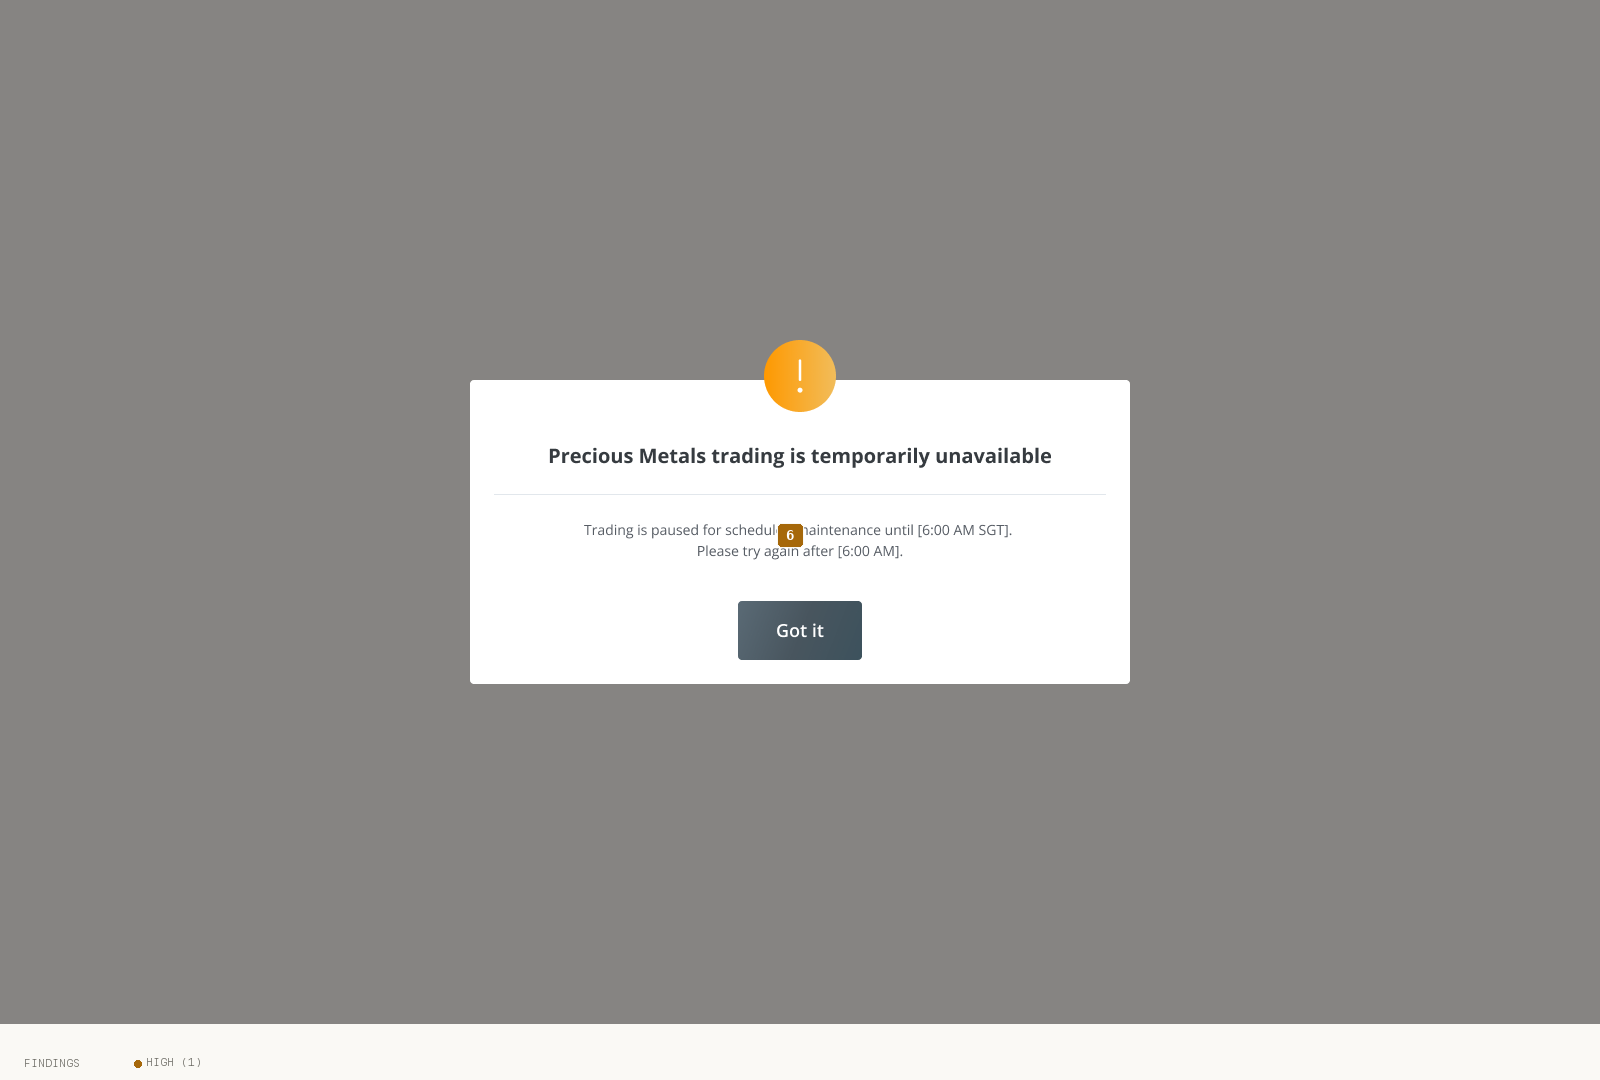 !
Precious Metals trading is temporarily unavailable
Trading is paused for 6 until [6:00 AM SGT].
Please try again after [6:00 AM].
Got it
FINDINGS
HIGH (1)